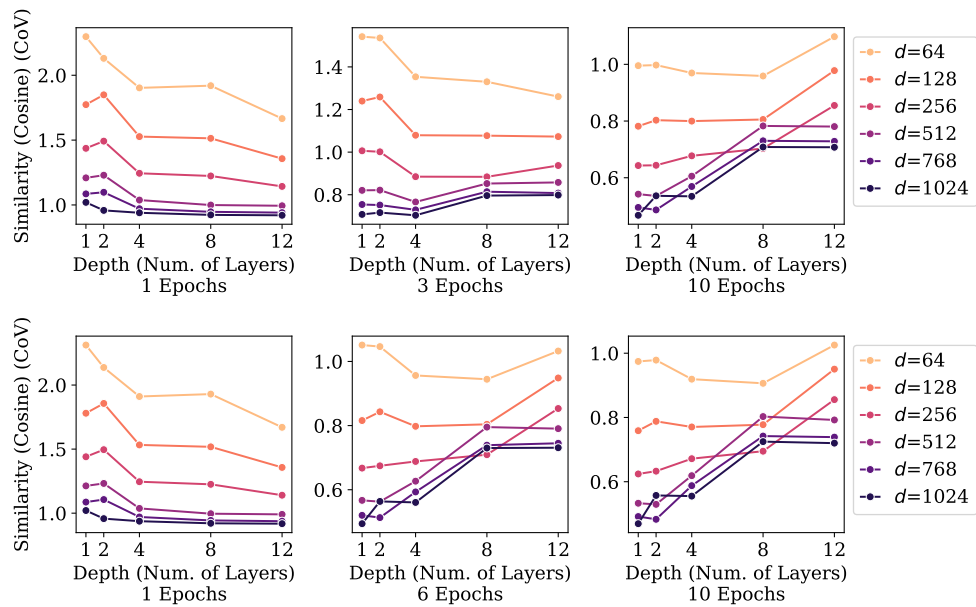 Similarity (Cosine) (CoV)
2.0
1.5
1.0
1 2 4 8 12
Depth (Num. of Layers)
1 Epochs
1.4
1.2
1.0
0.8
1 2 4 8 12
Depth (Num. of Layers)
3 Epochs
1.0
0.8
0.6
1 2 4 8 12
Depth (Num. of Layers)
10 Epochs
d=64
d=128
d=256
d=512
d=768
d=1024
Similarity (Cosine) (CoV)
2.0
1.5
1.0
1 2 4 8 12
Depth (Num. of Layers)
1 Epochs
1.0
0.8
0.6
1 2 4 8 12
Depth (Num. of Layers)
6 Epochs
1.0
0.8
0.6
1 2 4 8 12
Depth (Num. of Layers)
10 Epochs
d=64
d=128
d=256
d=512
d=768
d=1024